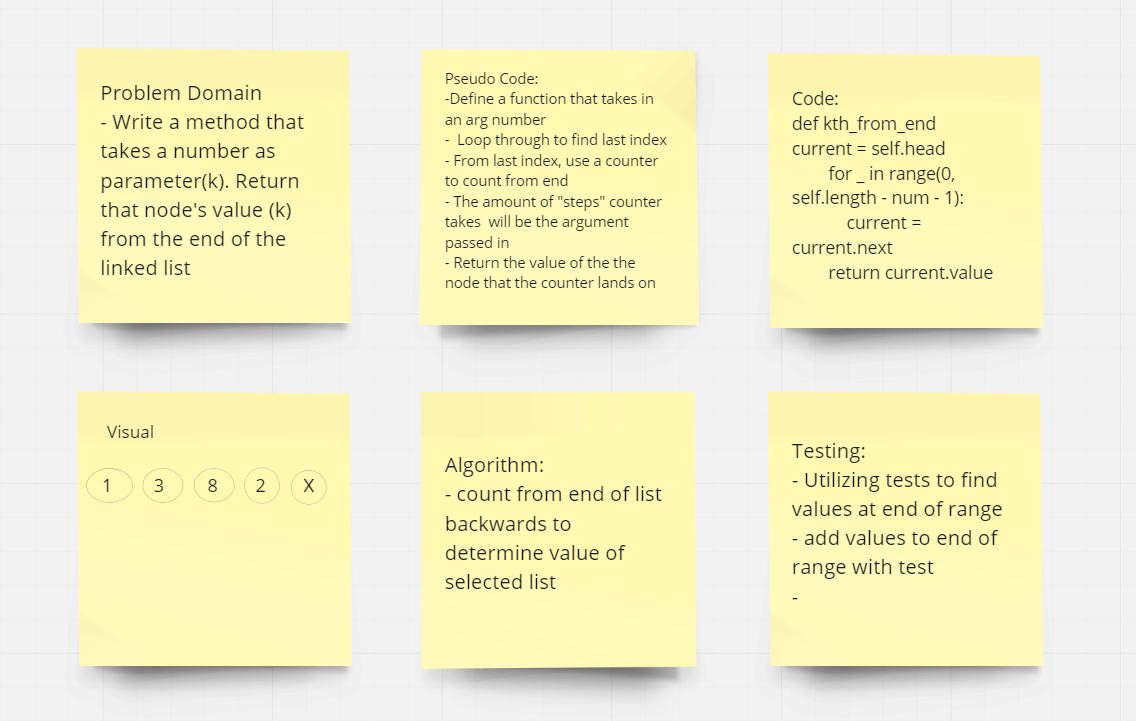 Problem Domain
- Write a method that
takes a number as
parameter(k). Return
that node's value (k)
from the end of the
linked list
Pseudo Code:
-Define a function that takes in
an arg number
-  Loop through to find last index
- From last index, use a counter
to count from end
- The amount of "steps" counter
takes  will be the argument
passed in
- Return the value of the the
node that the counter lands on
Code:
def kth_from_end
current = self.head
for _ in range(0,
self.length - num - 1):
current =
current.next
return current.value
Visual
1 3 8 2 X
Algorithm:
- count from end of list
backwards to
determine value of
selected list
Testing:
- Utilizing tests to find
values at end of range
- add values to end of
range with test
-